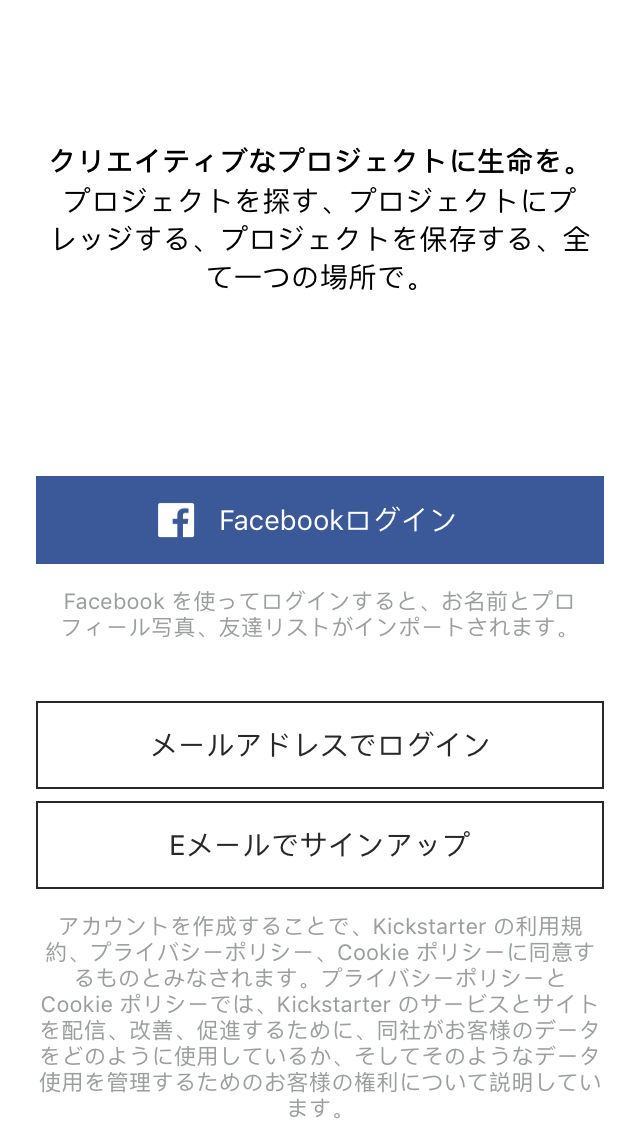 クリエイティブなプロジェクトに生命を。
プロジェクトを探す、プロジェクトにプ
レッジする、プロジェクトを保存する、全
て一つの場所で。
Facebookログイン
Facebook を使ってログインすると、お名前とプロ
フィール写真、友達リストがインポートされます。
メールアドレスでログイン
Eメールでサインアップ
アカウントを作成することで、Kickstarter の利用規
約、プライバシーポリシー、Cookie ポリシーに同意す
るものとみなされます。プライバシーポリシーと
Cookie ポリシーでは、Kickstarter のサービスとサイト
を配信、改善、促進するために、同社がお客様のデータ
をどのように使用しているか、そしてそのようなデータ
使用を管理するためのお客様の権利について説明してい
ます。